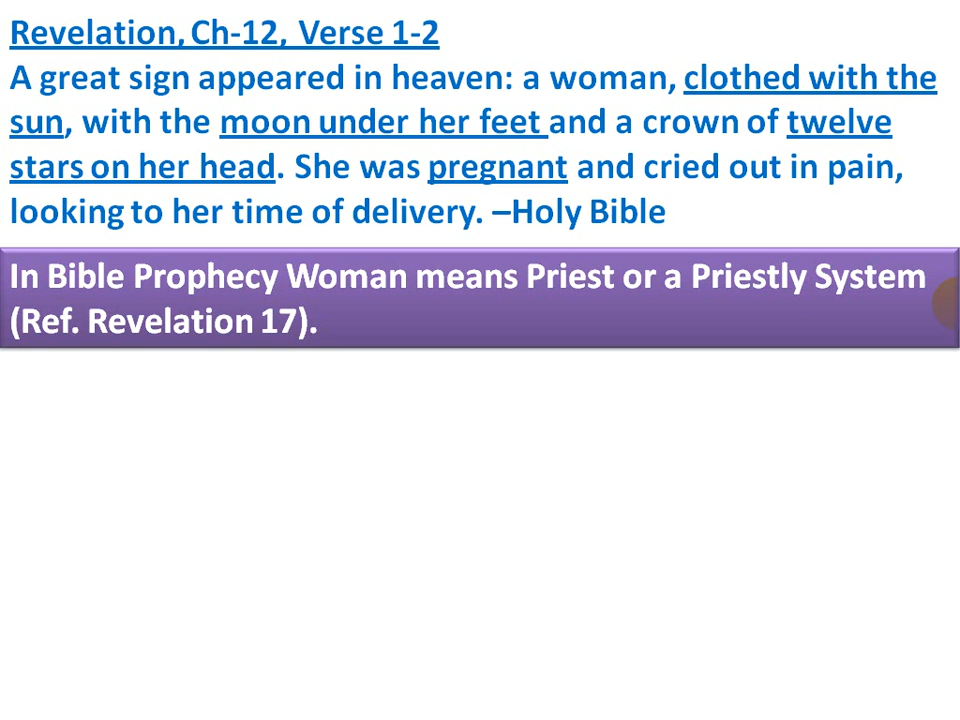 Revelation, Ch-12, Verse 1-2
A great sign appeared in heaven: a woman, clothed with the
sun, with the moon under her feet and a crown of twelve
stars on her head. She was pregnant and cried out in pain,
looking to her time of delivery. –Holy Bible
In Bible Prophecy Woman means Priest or a Priestly System
(Ref. Revelation 17).